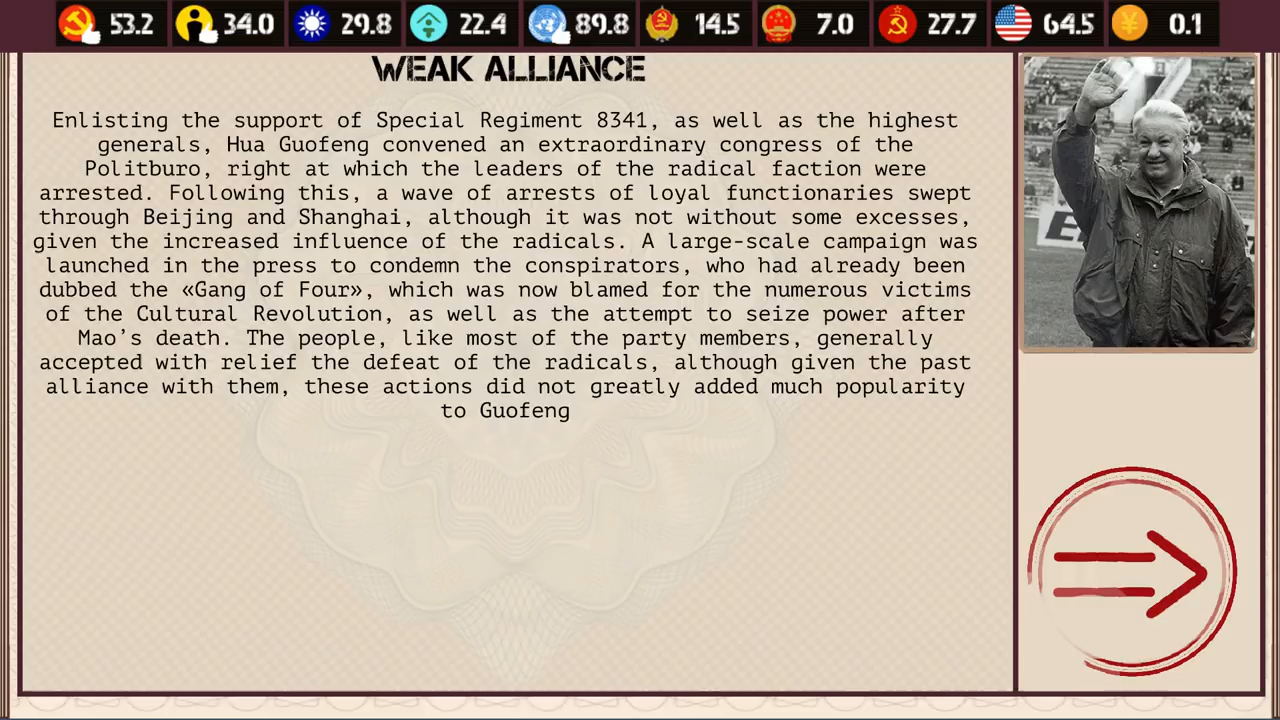 53.2 34.0 29.8 22.4 89.8 14.5 7.0 27.7 64.5 0.1
WEAK ALLIANCE
Enlisting the support of Special Regiment 8341, as well as the highest
generals, Hua Guofeng convened an extraordinary congress of the
Politburo, right at which the leaders of the radical faction were
arrested. Following this, a wave of arrests of loyal functionaries swept
through Beijing and Shanghai, although it was not without some excesses,
given the increased influence of the radicals. A large-scale campaign was
launched in the press to condemn the conspirators, who had already been
dubbed the «Gang of Four», which was now blamed for the numerous victims
of the Cultural Revolution, as well as the attempt to seize power after
Mao’s death. The people, like most of the party members, generally
accepted with relief the defeat of the radicals, although given the past
alliance with them, these actions did not greatly added much popularity
to Guofeng